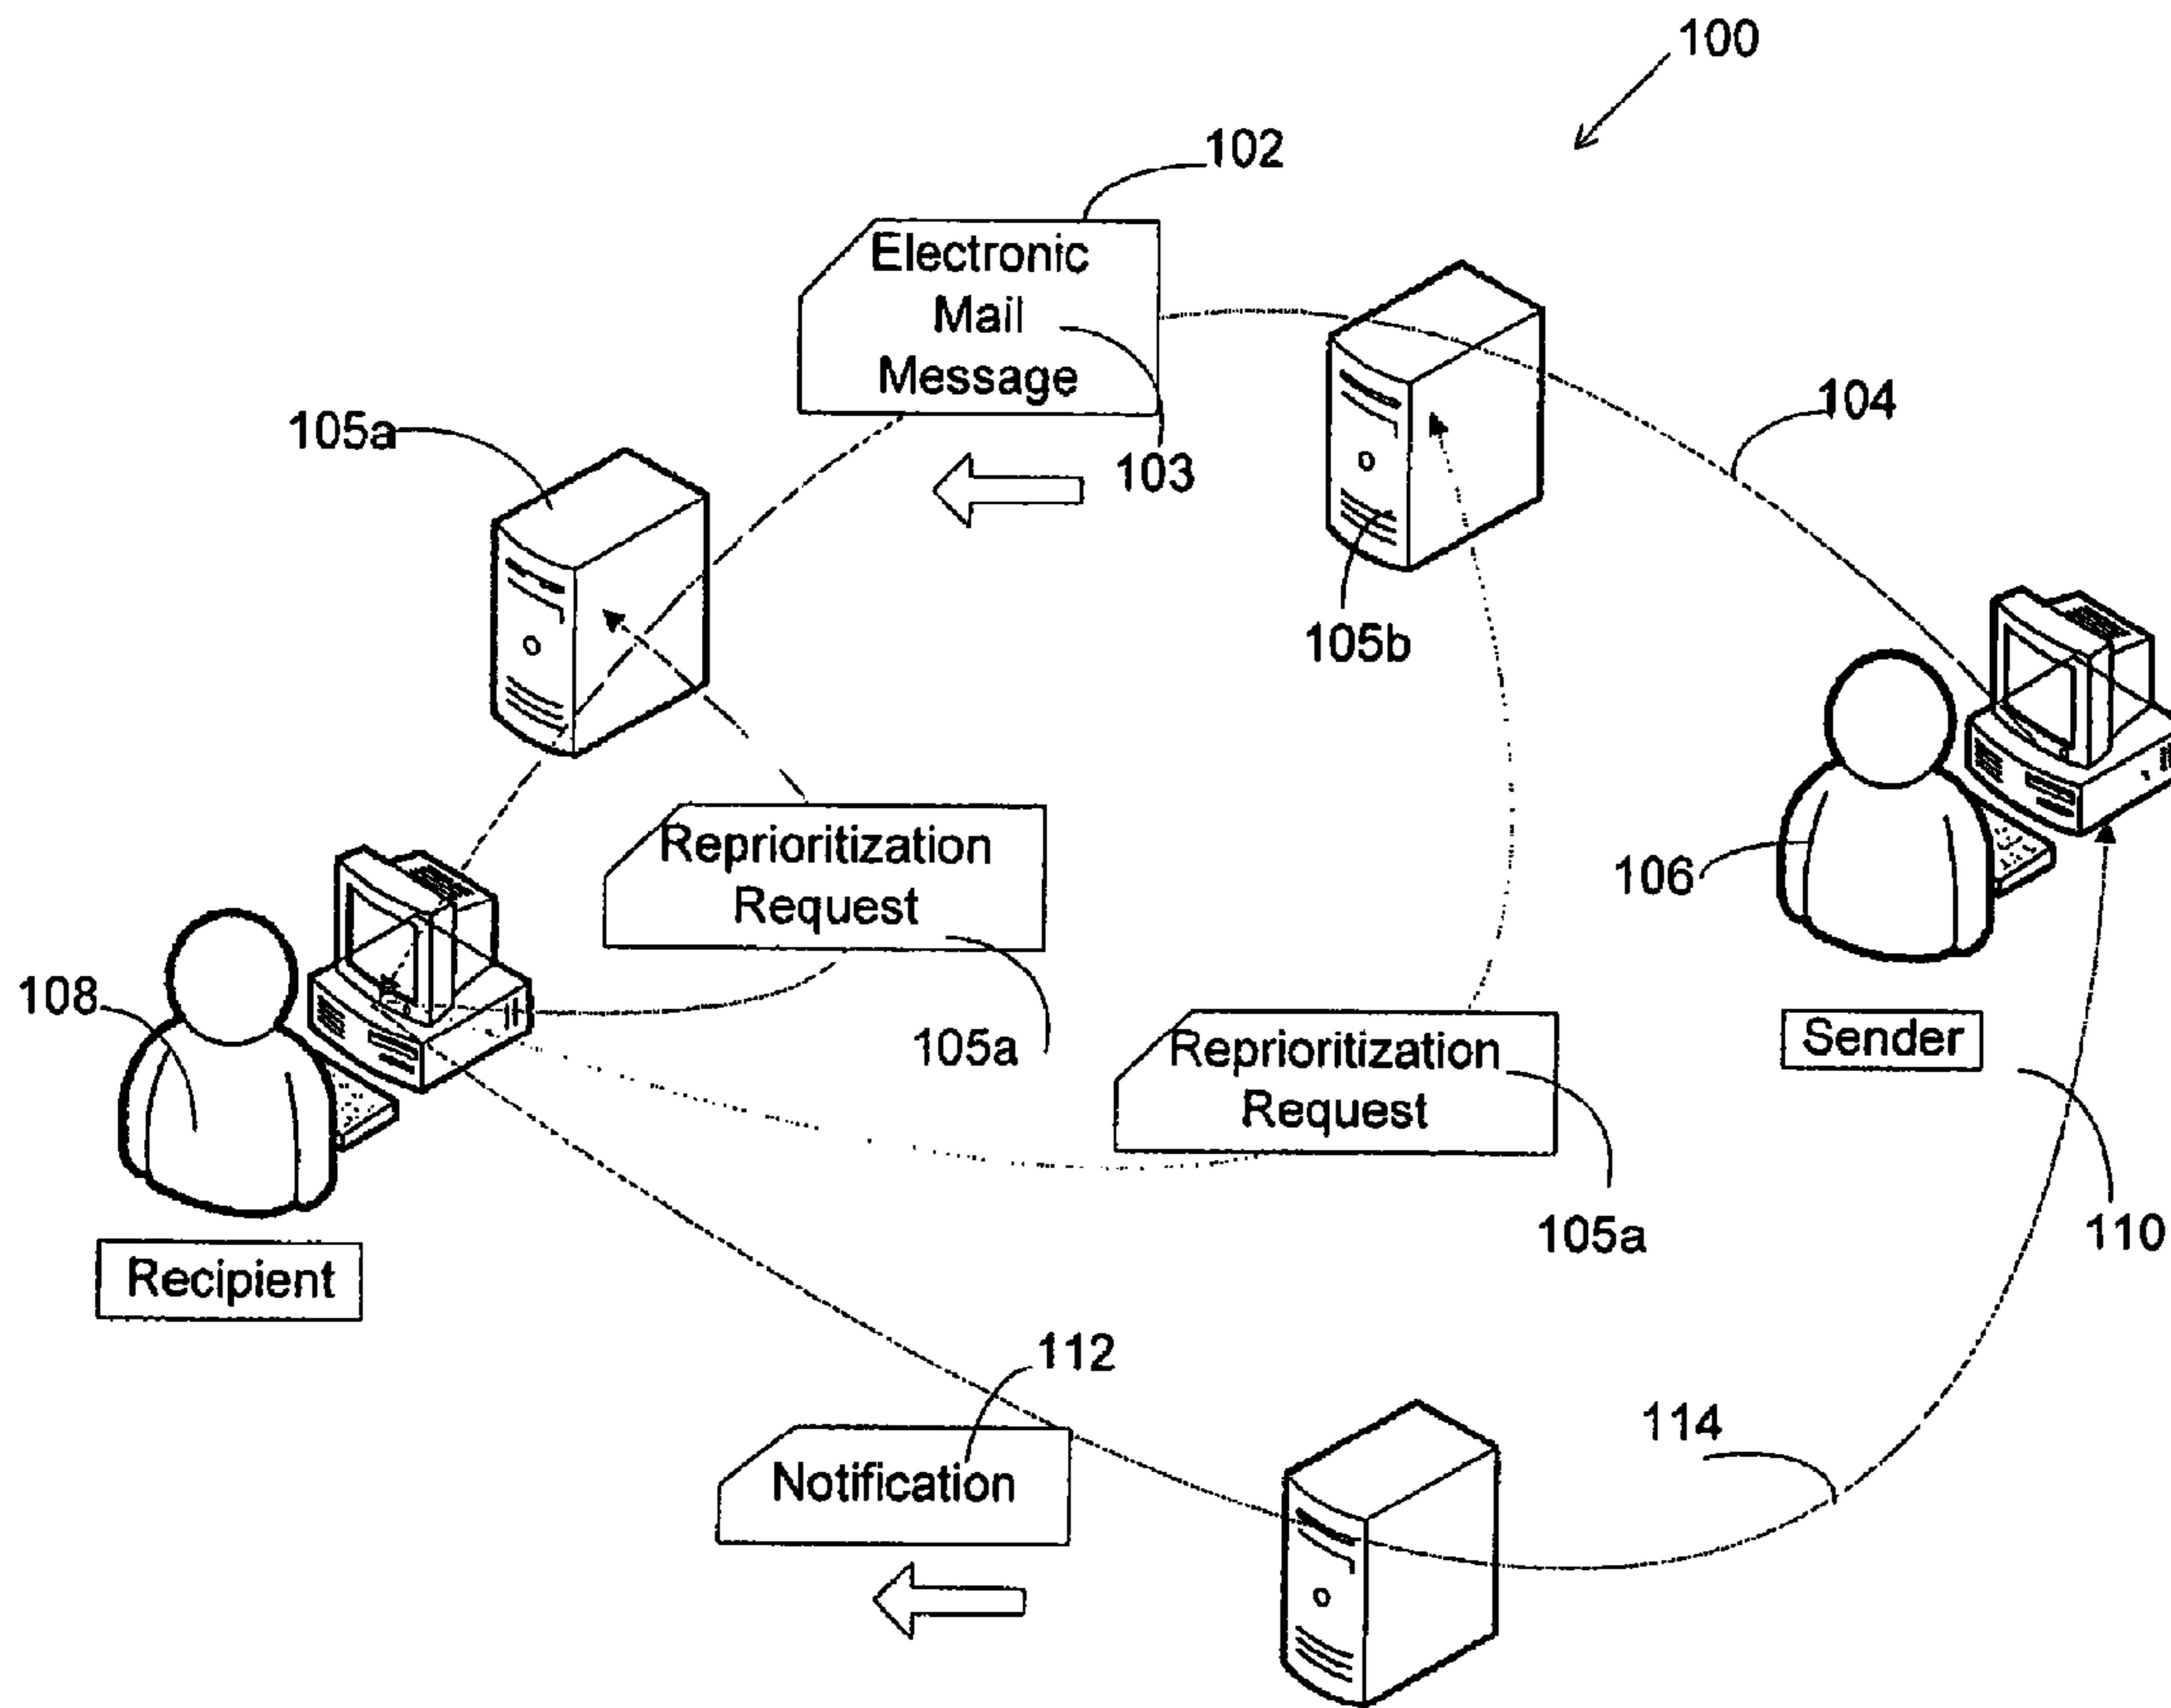 100
102
Electronic
Mail
Message
103
104
105a
105b
106
Reprioritization
Request
105a
108
Reprioritization
Request
105a
Sender
110
Recipient
112
Notification
114